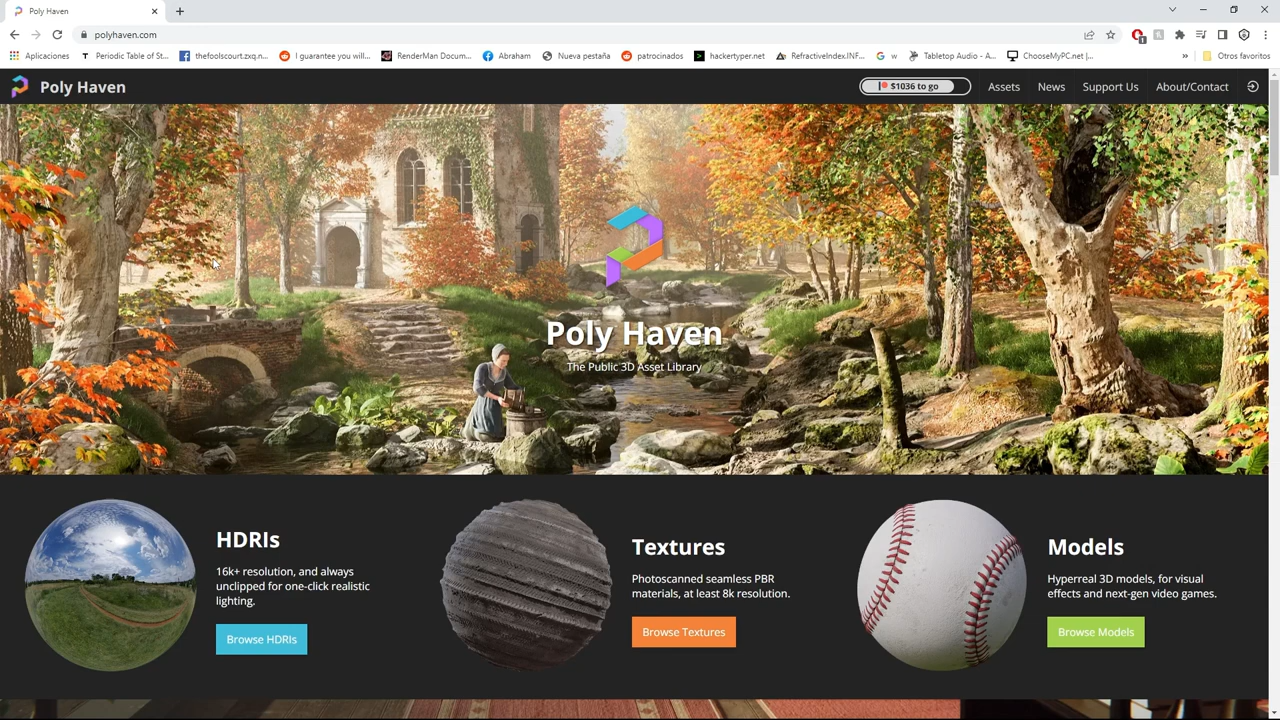 Poly Haven
polyhaven.com
1
Aplicaciones
Periodic Table of St...
thefoolscourt.zxq.n...
I guarantee you will...
RenderMan Docum...
Abraham
Nueva pestaña
patrocinados
hackertyper.net
RefractiveIndex.INF...
w
Tabletop Audio - A...
ChooseMyPC.net |...
»
Otros favoritos
Poly Haven
$1036 to go
Assets
News
Support Us
About/Contact
Poly Haven
The Public 3D Asset Library
HDRIs
16k+ resolution, and always
unclipped for one-click realistic
lighting.
Browse HDRIs
Textures
Photoscanned seamless PBR
materials, at least 8k resolution.
Browse Textures
Models
Hyperreal 3D models, for visual
effects and next-gen video games.
Browse Models